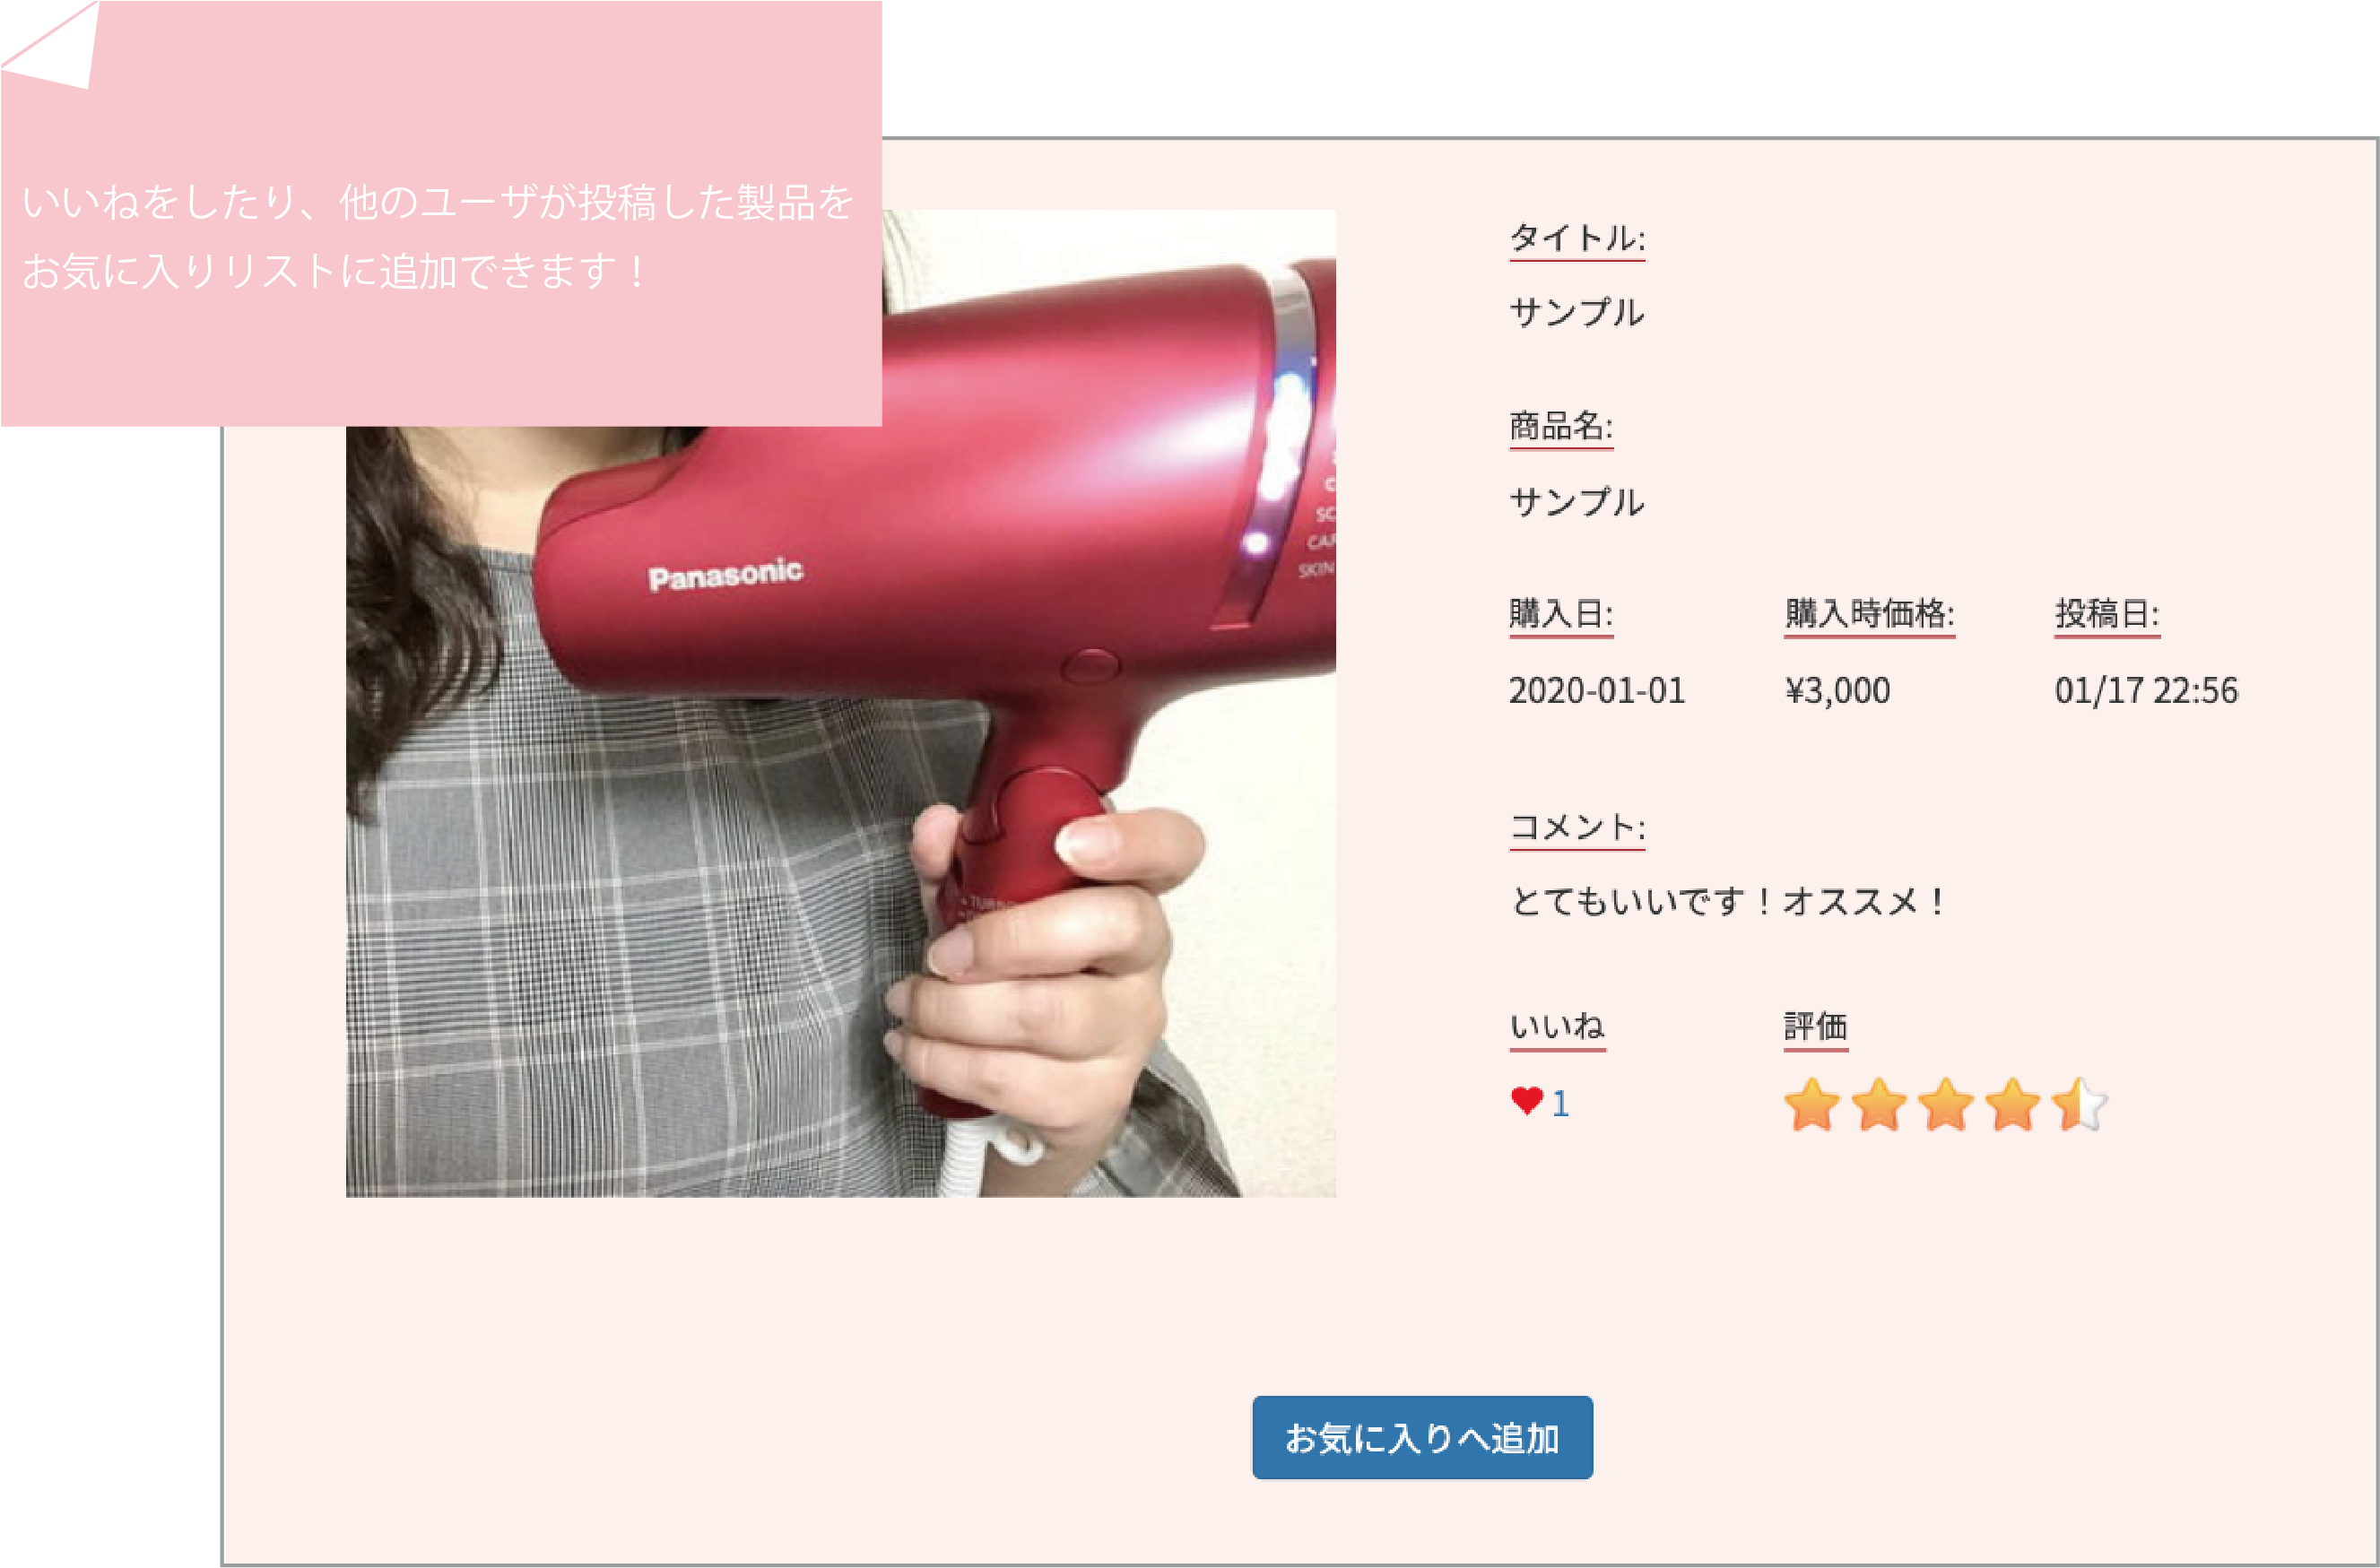 いいねをしたり、他のユーザが投稿した製品を
お気に入りリストに追加できます！
Panasonic
SKIN
タイトル:
サンプル
商品名:
サンプル
購入日: 購入時価格: 投稿日:
2020-01-01 ¥3,000 01/17 22:56
コメント:
とてもいいです！オススメ！
いいね 評価
1
お気に入りへ追加